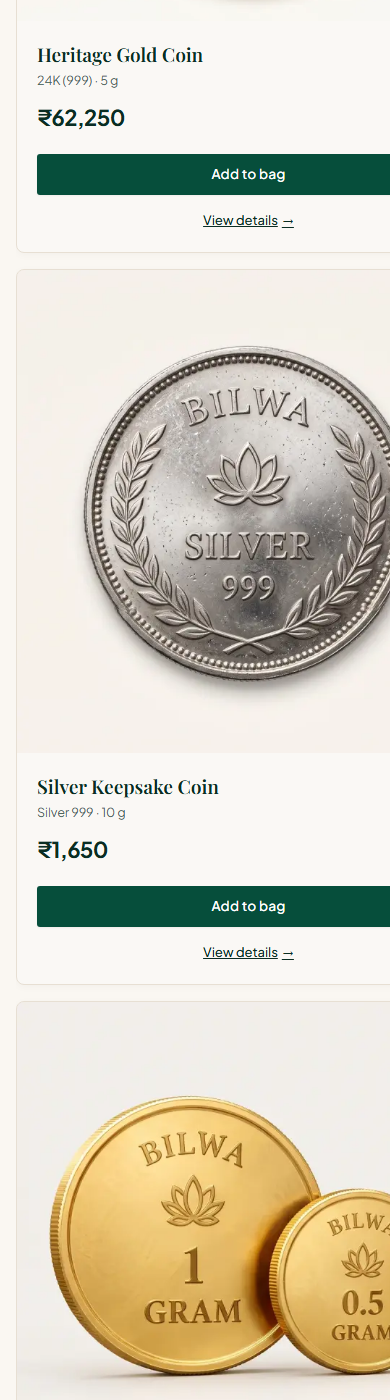 Heritage Gold Coin
24K (999) · 5 g
₹62,250
Add to bag
View details →
BILWA
SILVER
999
Silver Keepsake Coin
Silver 999 · 10 g
₹1,650
Add to bag
View details →
BILWA
1
GRAM
BILWA
0.5
GRAM